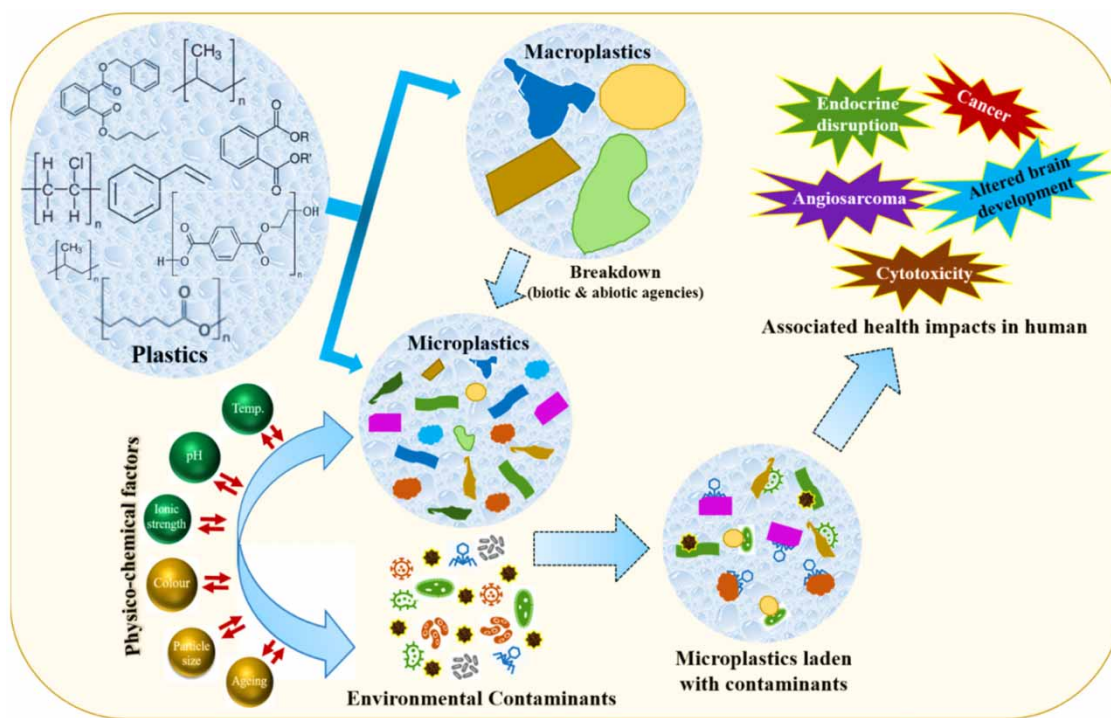 CH₃
n
O
O
O
O
CH₃
n
O
OR
OR'
O
H
Cl
C
C
H
H
n
O
OH
O
O
H
O
n
O
O
n
Plastics
Macroplastics
Breakdown
(biotic & abiotic agencies)
Microplastics
Endocrine
disruption
Cancer
Angiosarcoma
Altered brain
development
Cytotoxicity
Associated health impacts in human
Physico-chemical factors
Temp.
pH
Ionic
strength
Colour
Particle
size
Ageing
Environmental Contaminants
Microplastics laden
with contaminants